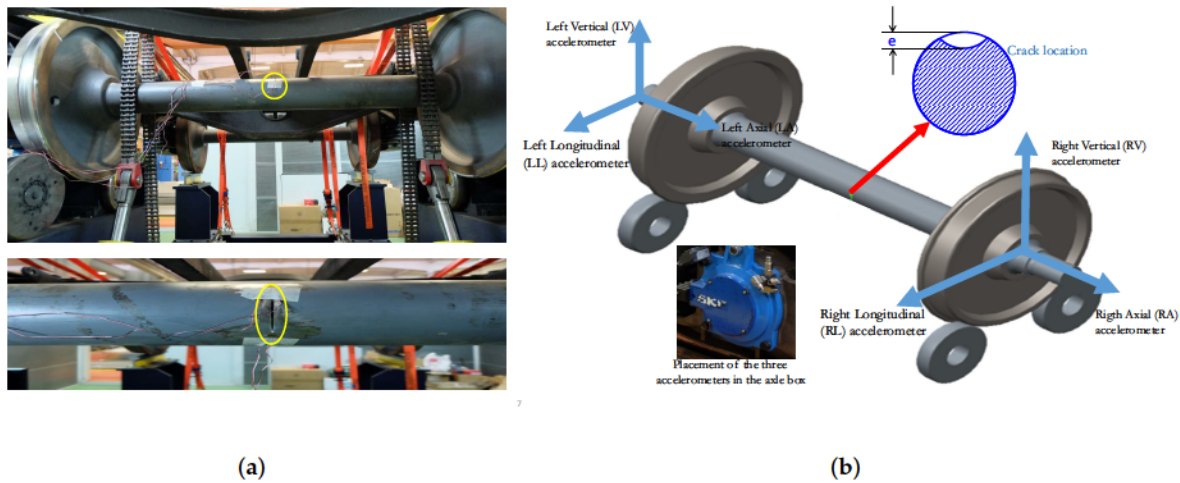 Left Vertical (LV)
accelerometer
e
Crack location
Left Axial (LA)
accelerometer
Left Longitudinal
(LL) accelerometer
Right Vertical (RV)
accelerometer
SKF
Right Longitudinal
(RL) accelerometer
Rigth Axial (RA)
accelerometer
Placement of the three
accelerometers in the axle box
7
(a)
(b)